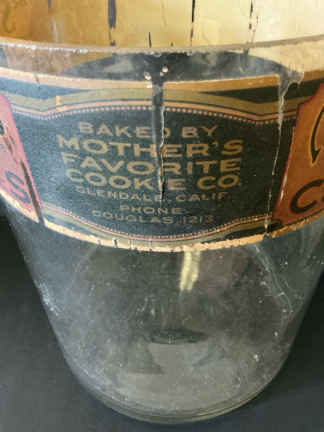 BAKED BY
MOTHER'S
FAVORITE
COOKIE CO.
GLENDALE, CALIF.
PHONE-
DOUGLAS 1213
S
C